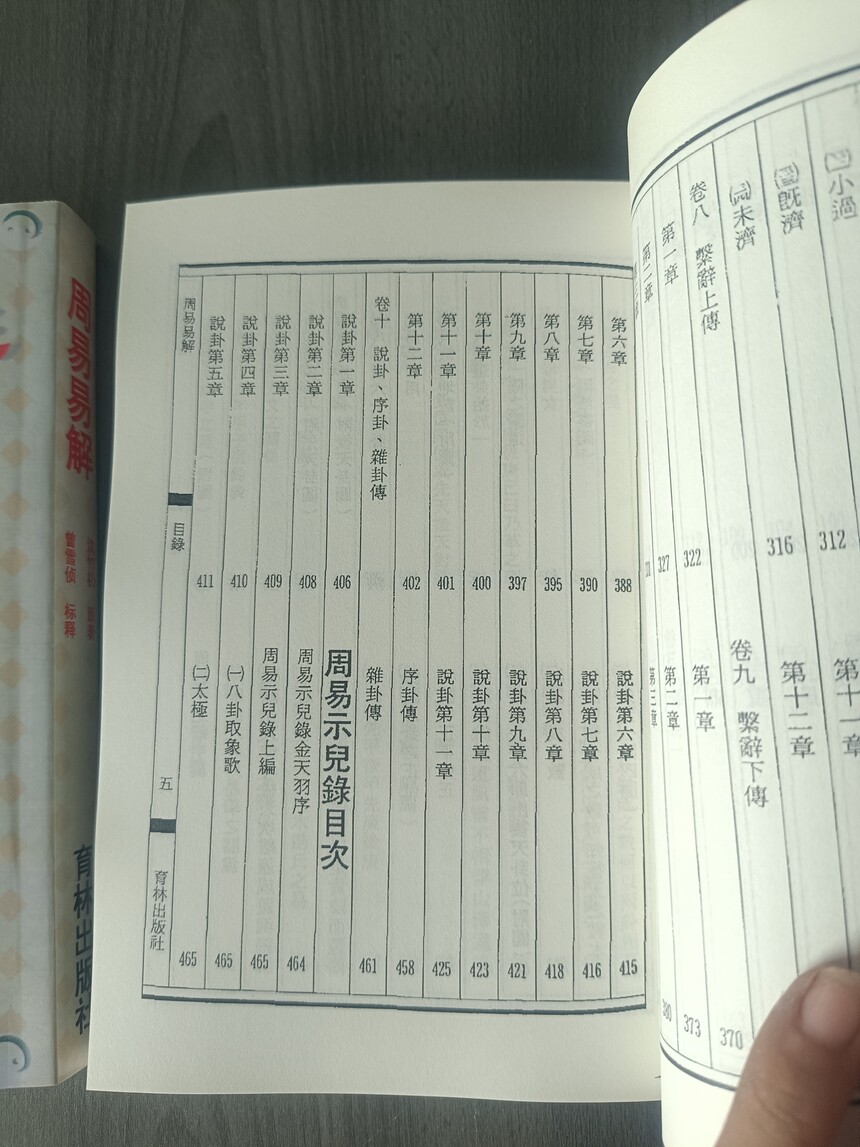 小過 312
既濟 316
未濟
卷八 繫辭上傳 322
第一章 327
第二章
第十一章
第十二章
卷九 繫辭下傳 370
第一章 373
第二章 380
第三章
第六章 388
第七章 390
第八章 395
第九章 397
第十章 400
第十一章 401
第十二章 402
卷十 說卦、序卦、雜卦傳
說卦第一章 406
說卦第二章 408
說卦第三章 409
說卦第四章 410
說卦第五章 411
說卦第六章 415
說卦第七章 416
說卦第八章 418
說卦第九章 421
說卦第十章 423
說卦第十一章 425
序卦傳 458
雜卦傳 461
周易示兒錄目次
周易示兒錄金天羽序 464
周易示兒錄上編 465
㈠八卦取象歌 465
㈡太極 465
周易易解
目錄
五
育林出版社
周易易解
曾雪侦 标释
育林出版社